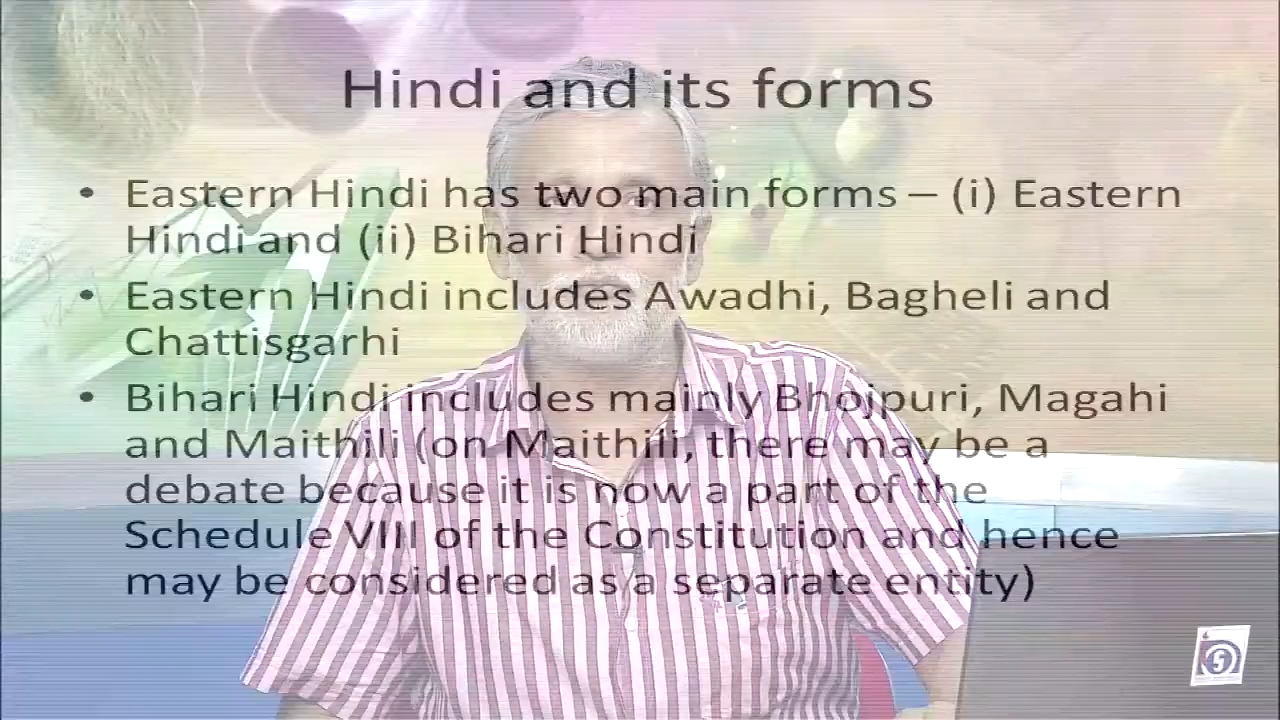 Hindi and its forms
• Eastern Hindi has two main forms – (i) Eastern
Hindi and (ii) Bihari Hindi
• Eastern Hindi includes Awadhi, Bagheli and
Chattisgarhi
• Bihari Hindi includes mainly Bhojpuri, Magahi
and Maithili (on Maithili, there may be a
debate because it is now a part of the
Schedule VIII of the Constitution and hence
may be considered as a separate entity)